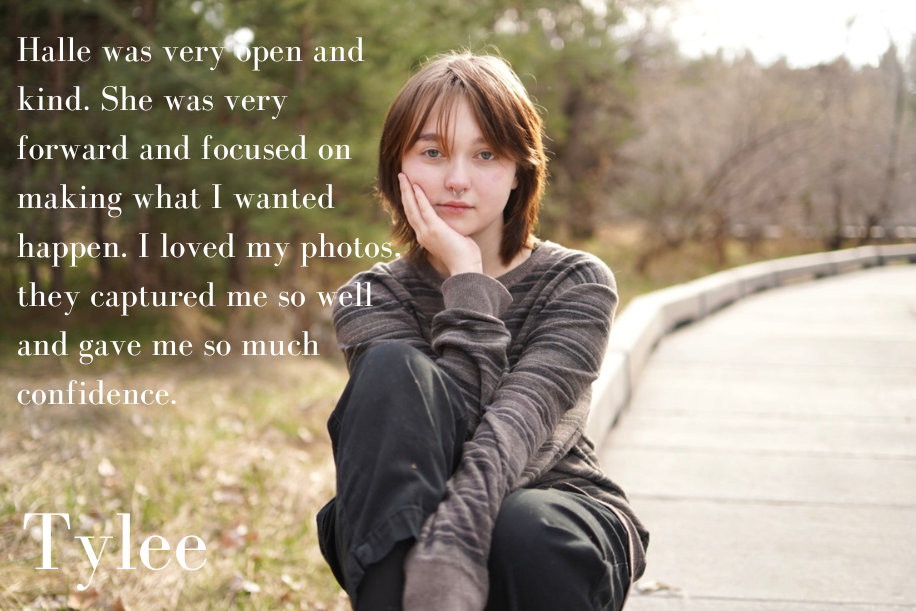 Halle was very open and
kind. She was very
forward and focused on
making what I wanted
happen. I loved my photos,
they captured me so well
and gave me so much
confidence.
Tylee